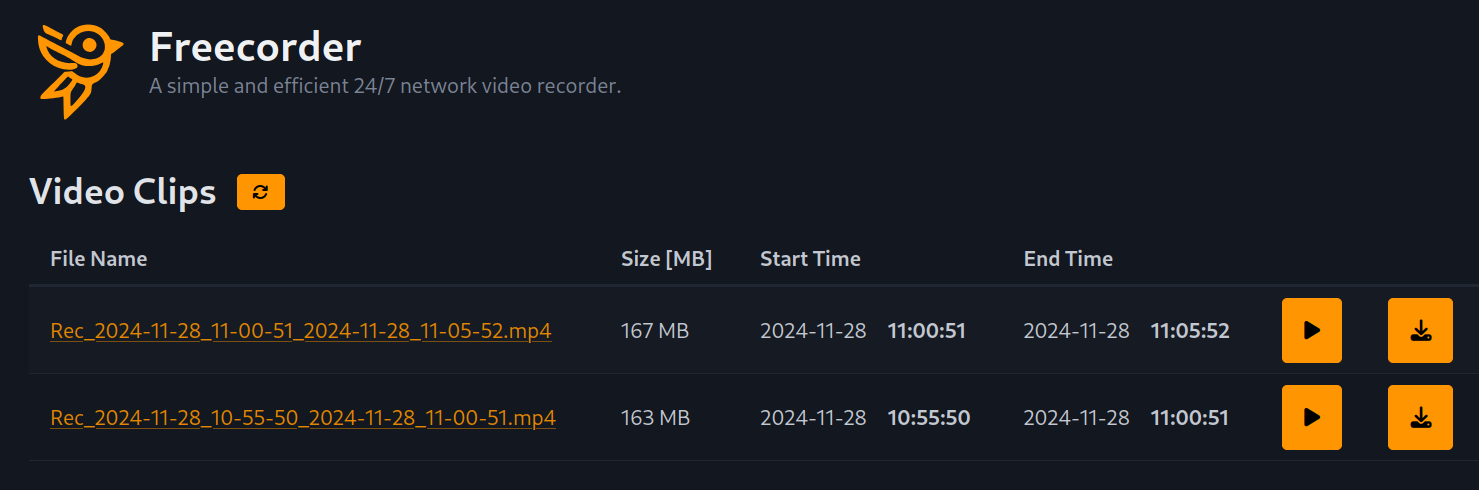 Freecorder
A simple and efficient 24/7 network video recorder.
Video Clips
File Name Size [MB] Start Time End Time
Rec_2024-11-28_11-00-51_2024-11-28_11-05-52.mp4 167 MB 2024-11-28 11:00:51 2024-11-28 11:05:52
Rec_2024-11-28_10-55-50_2024-11-28_11-00-51.mp4 163 MB 2024-11-28 10:55:50 2024-11-28 11:00:51